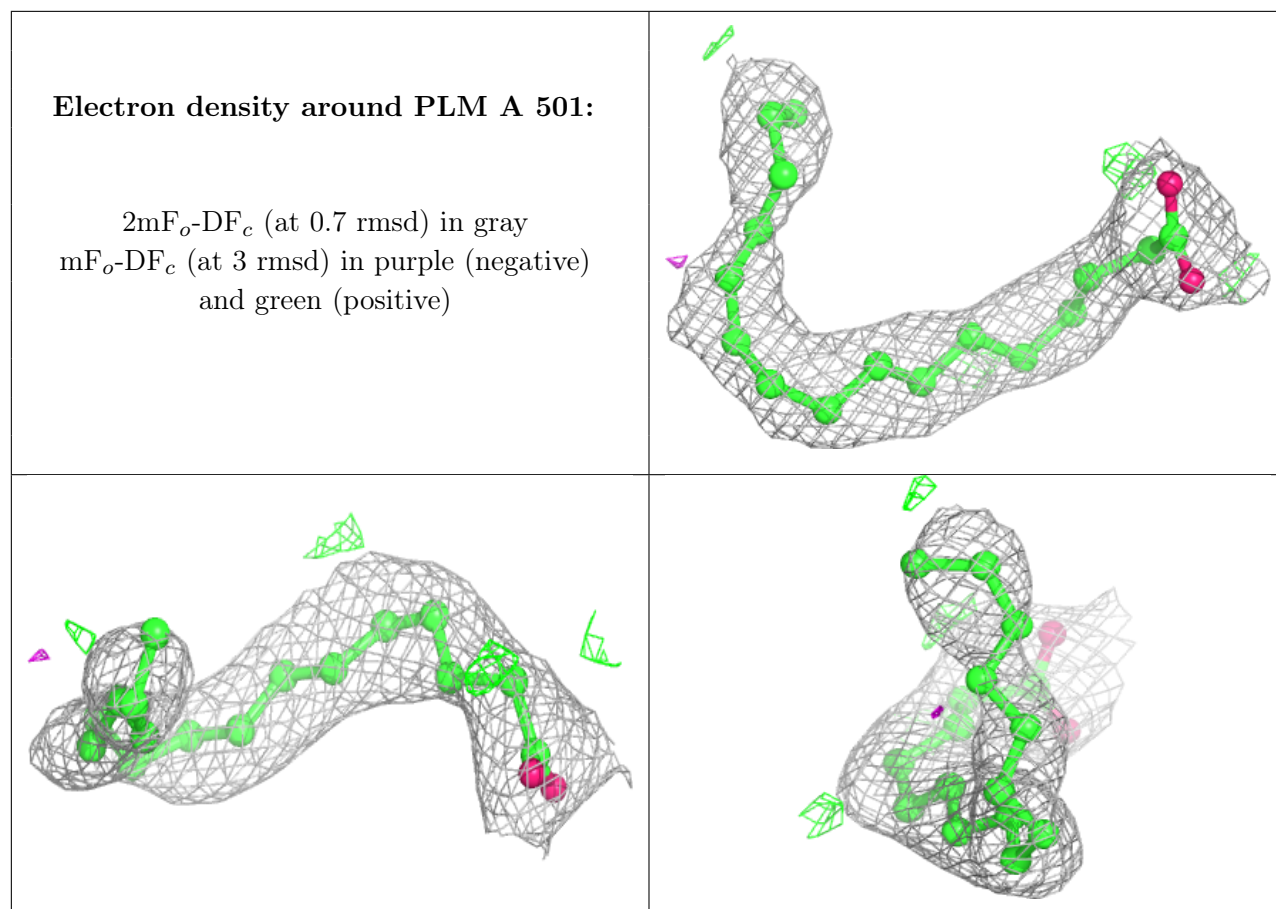 Electron density around PLM A 501:
2mFo-DFc (at 0.7 rmsd) in gray
mFo-DFc (at 3 rmsd) in purple (negative)
and green (positive)